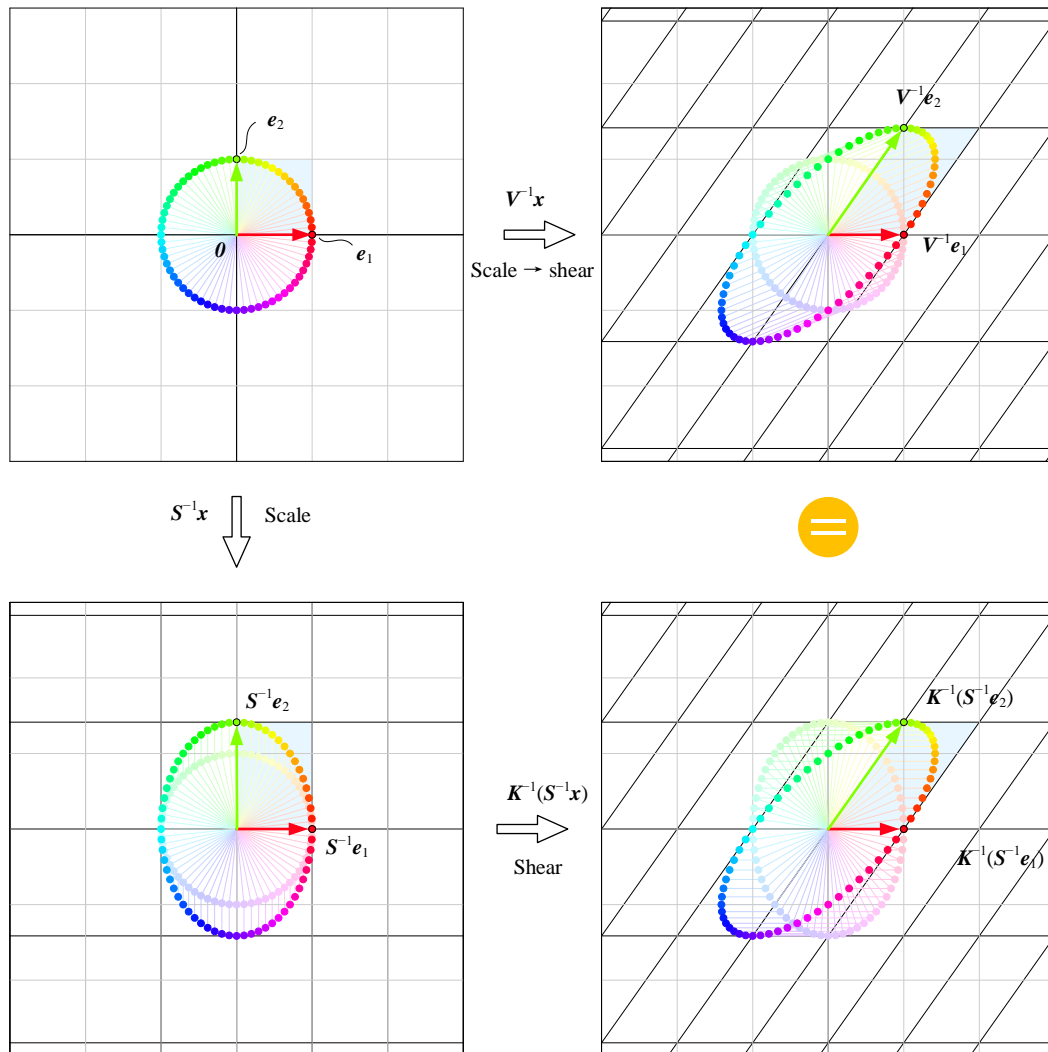 e₂
0
e₁
V⁻¹x
Scale → shear
V⁻¹e₂
V⁻¹e₁
S⁻¹x
Scale
=
S⁻¹e₂
S⁻¹e₁
K⁻¹(S⁻¹x)
Shear
K⁻¹(S⁻¹e₂)
K⁻¹(S⁻¹e₁)